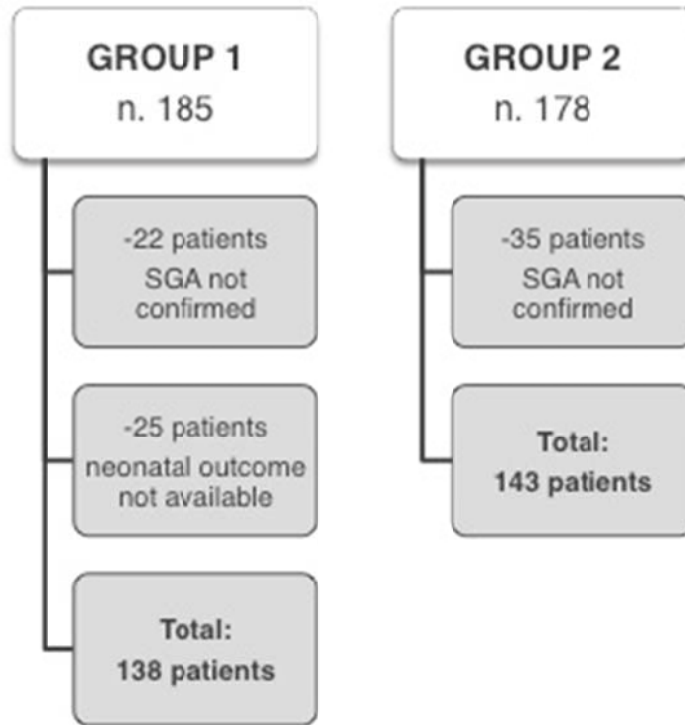 GROUP 1
n. 185
-22 patients
SGA not
confirmed
-25 patients
neonatal outcome
not available
Total:
138 patients
GROUP 2
n. 178
-35 patients
SGA not
confirmed
Total:
143 patients